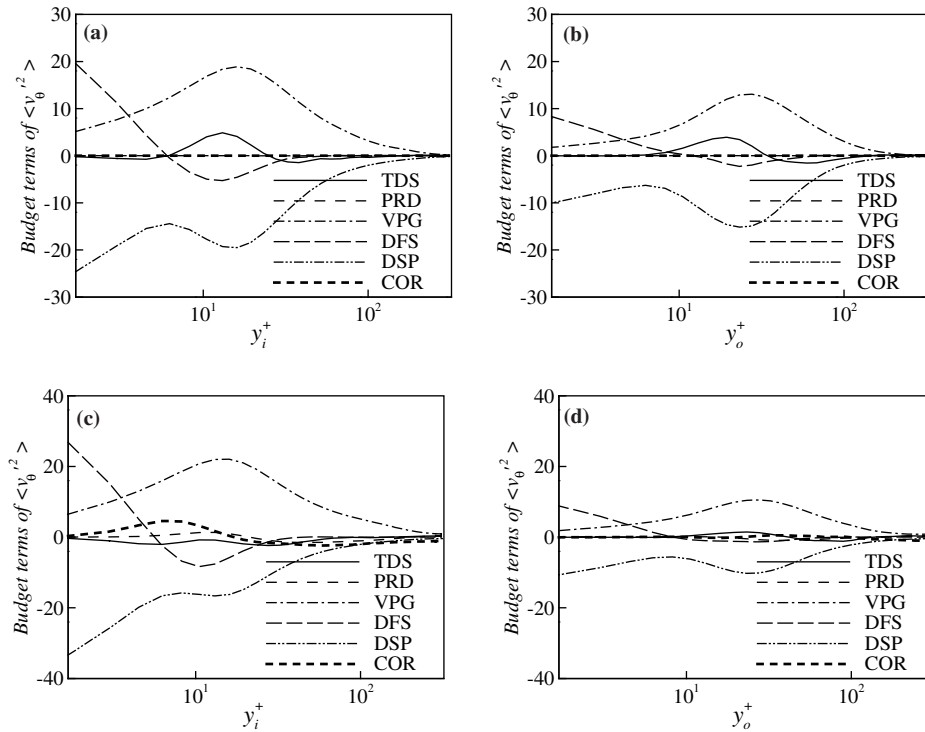 (a)
30
20
10
0
-10
-20
-30
Budget terms of <v_θ'^2>
TDS
PRD
VPG
DFS
DSP
COR
10^1
10^2
y_i^+
(b)
30
20
10
0
-10
-20
-30
Budget terms of <v_θ'^2>
TDS
PRD
VPG
DFS
DSP
COR
10^1
10^2
y_o^+
(c)
40
20
0
-20
-40
Budget terms of <v_θ'^2>
TDS
PRD
VPG
DFS
DSP
COR
10^1
10^2
y_i^+
(d)
40
20
0
-20
-40
Budget terms of <v_θ'^2>
TDS
PRD
VPG
DFS
DSP
COR
10^1
10^2
y_o^+